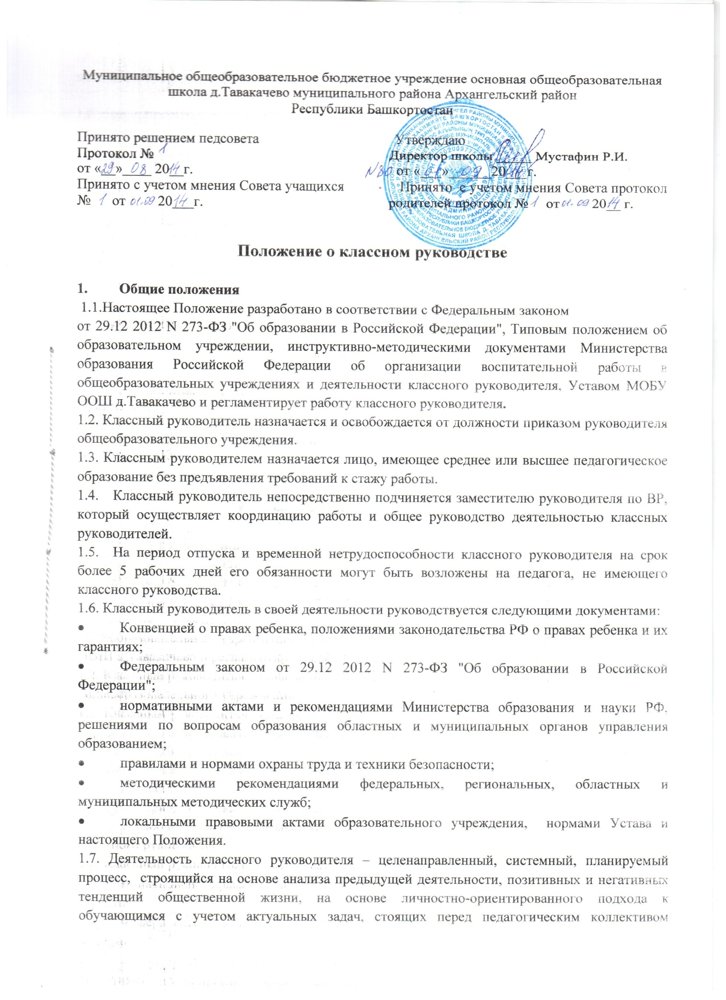 Муниципальное общеобразовательное бюджетное учреждение основная общеобразовательная
школа д.Тавакачево муниципального района Архангельский район
Республики Башкортостан
Принято решением педсовета
Протокол № 1
от «29» 08 2014г.
Принято с учетом мнения Совета учащихся
№ 1 от 01.09 2014 г.
Утверждаю
Директор школы Мустафин Р.И.
N 80 от «01» 09 2014 г.
Принято с учетом мнения Совета протокол
родителей протокол № 1 от 01.09 2014 г.
Положение о классном руководстве
1. Общие положения
1.1.Настоящее Положение разработано в соответствии с Федеральным законом
от 29.12 2012 N 273-ФЗ "Об образовании в Российской Федерации", Типовым положением об
образовательном учреждении, инструктивно-методическими документами Министерства
образования Российской Федерации об организации воспитательной работы в
общеобразовательных учреждениях и деятельности классного руководителя. Уставом МОБУ
ООШ д.Тавакачево и регламентирует работу классного руководителя.
1.2. Классный руководитель назначается и освобождается от должности приказом руководителя
общеобразовательного учреждения.
1.3. Классным руководителем назначается лицо, имеющее среднее или высшее педагогическое
образование без предъявления требований к стажу работы.
1.4. Классный руководитель непосредственно подчиняется заместителю руководителя по ВР,
который осуществляет координацию работы и общее руководство деятельностью классных
руководителей.
1.5. На период отпуска и временной нетрудоспособности классного руководителя на срок
более 5 рабочих дней его обязанности могут быть возложены на педагога, не имеющего
классного руководства.
1.6. Классный руководитель в своей деятельности руководствуется следующими документами:
• Конвенцией о правах ребенка, положениями законодательства РФ о правах ребенка и их
гарантиях;
• Федеральным законом от 29.12 2012 N 273-ФЗ "Об образовании в Российской
Федерации";
• нормативными актами и рекомендациями Министерства образования и науки РФ,
решениями по вопросам образования областных и муниципальных органов управления
образованием;
• правилами и нормами охраны труда и техники безопасности;
• методическими рекомендациями федеральных, региональных, областных и
муниципальных методических служб;
• локальными правовыми актами образовательного учреждения, нормами Устава и
настоящего Положения.
1.7. Деятельность классного руководителя – целенаправленный, системный, планируемый
процесс, строящийся на основе анализа предыдущей деятельности, позитивных и негативных
тенденций общественной жизни, на основе личностно-ориентированного подхода к
обучающимся с учетом актуальных задач, стоящих перед педагогическим коллективом